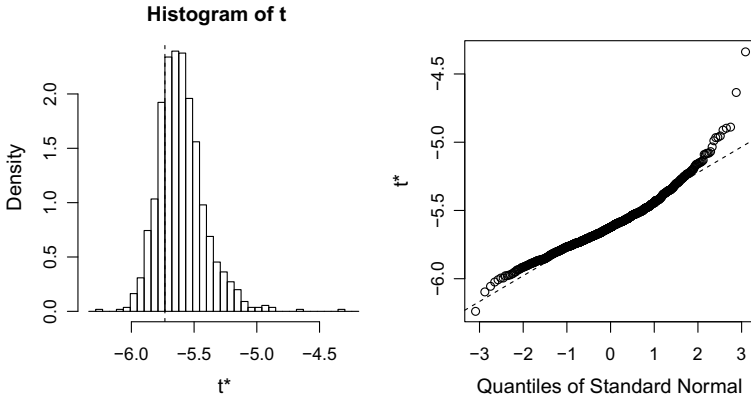 Histogram of t
Density
0.0 0.5 1.0 1.5 2.0
−6.0 −5.5 −5.0 −4.5
t*
t*
−6.0 −5.5 −5.0 −4.5
−3 −2 −1 0 1 2 3
Quantiles of Standard Normal